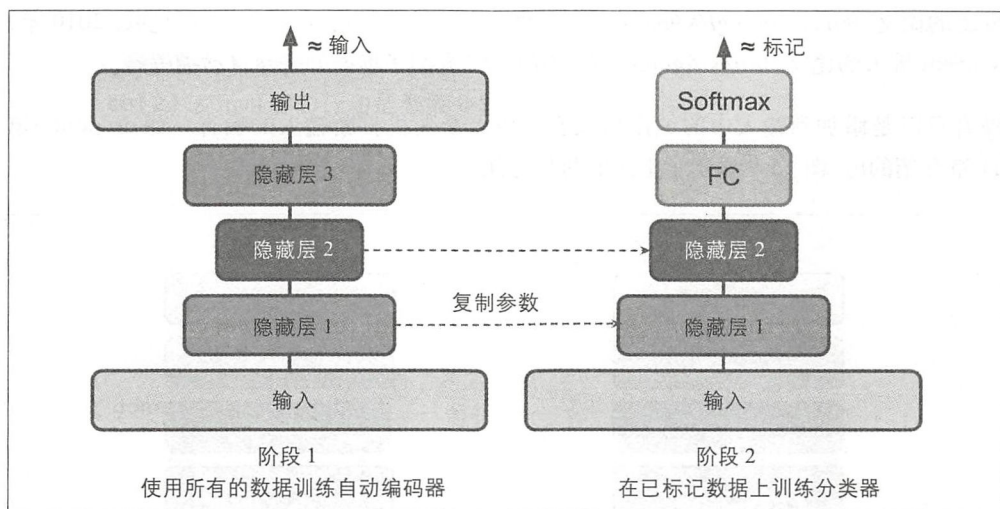 ≈ 输入
输出
隐藏层 3
隐藏层 2
隐藏层 1
输入
阶段 1
使用所有的数据训练自动编码器
复制参数
≈ 标记
Softmax
FC
隐藏层 2
隐藏层 1
输入
阶段 2
在已标记数据上训练分类器